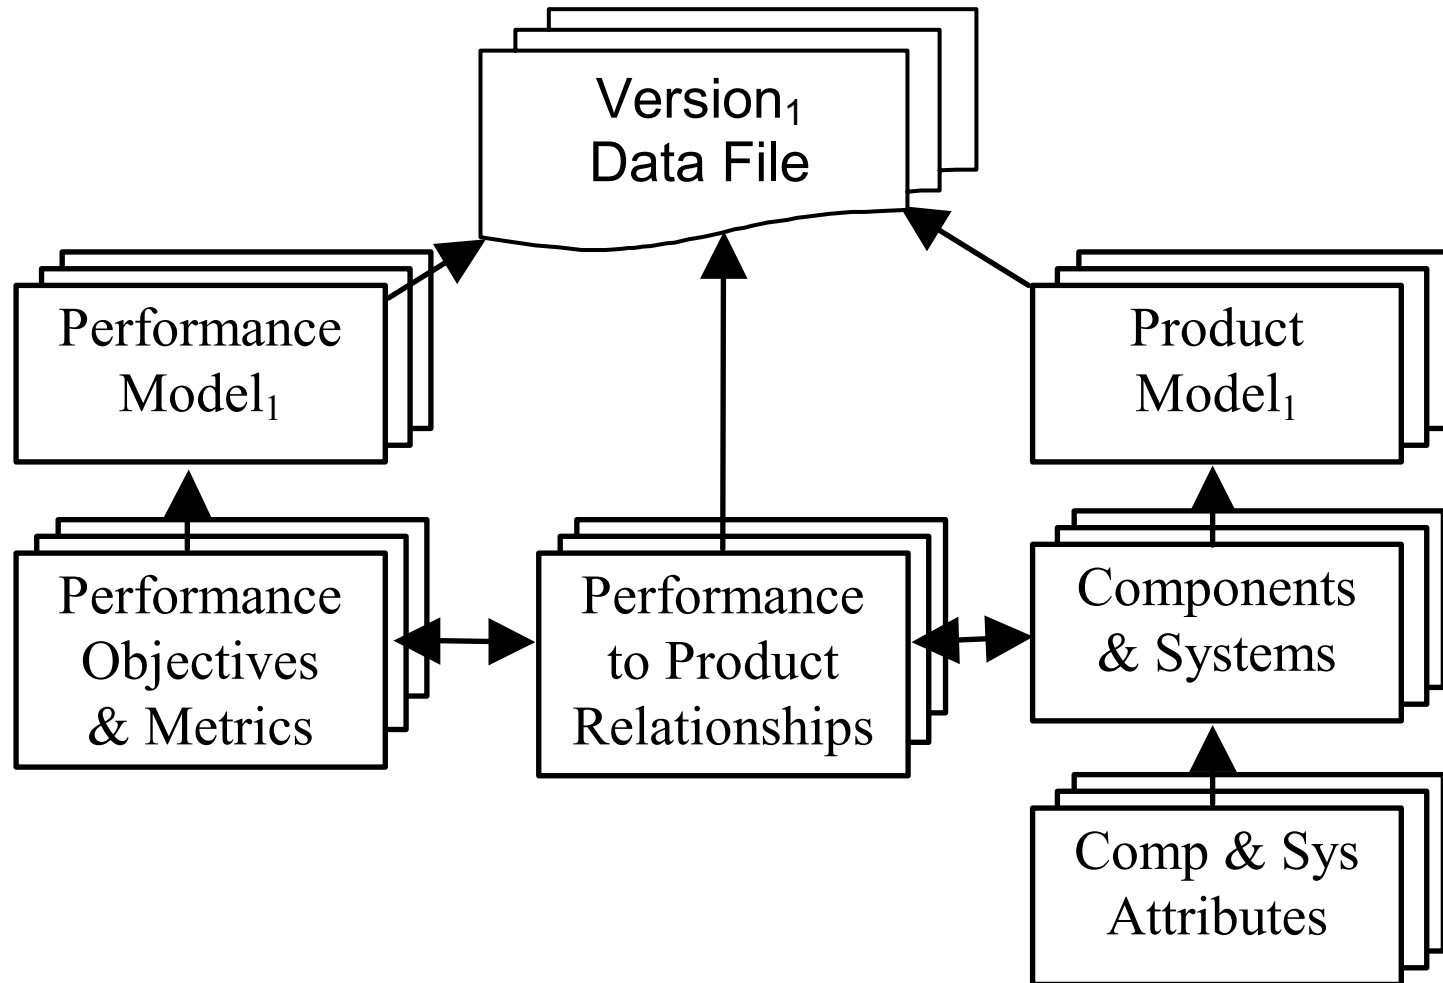 Version₁
Data File
Performance
Model₁
Product
Model₁
Performance
Objectives
& Metrics
Performance
to Product
Relationships
Components
& Systems
Comp & Sys
Attributes